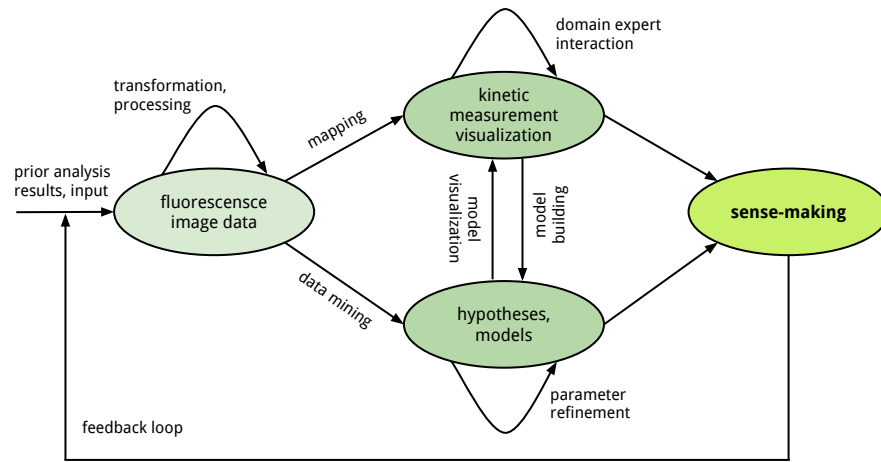 domain expert
interaction
transformation,
processing
kinetic
measurement
visualization
mapping
prior analysis
results, input
fluorescensce
image data
model
visualization
model
building
sense-making
data mining
hypotheses,
models
parameter
refinement
feedback loop